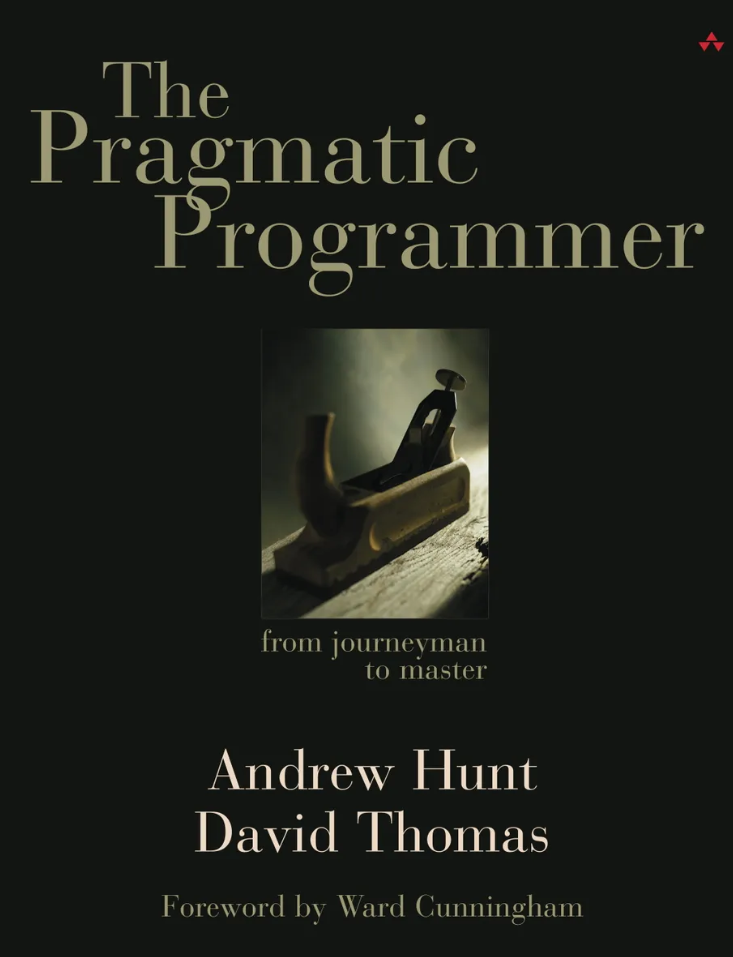 The
Pragmatic
Programmer
from journeyman
to master
Andrew Hunt
David Thomas
Foreword by Ward Cunningham